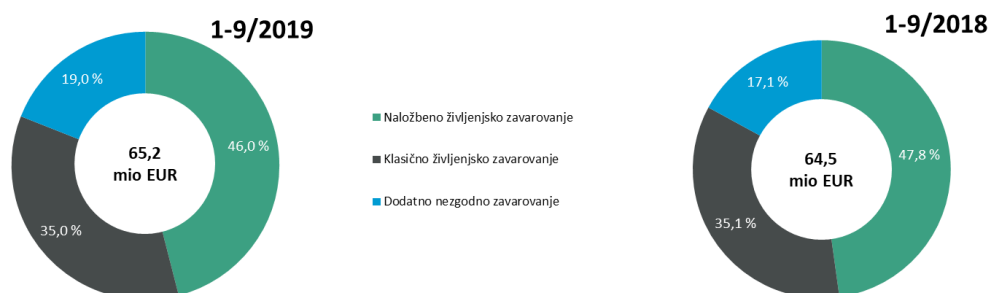 1-9/2019
19,0 %
46,0 %
65,2
mio EUR
35,0 %
Naložbeno življenjsko zavarovanje
Klasično življenjsko zavarovanje
Dodatno nezgodno zavarovanje
1-9/2018
17,1 %
47,8 %
64,5
mio EUR
35,1 %